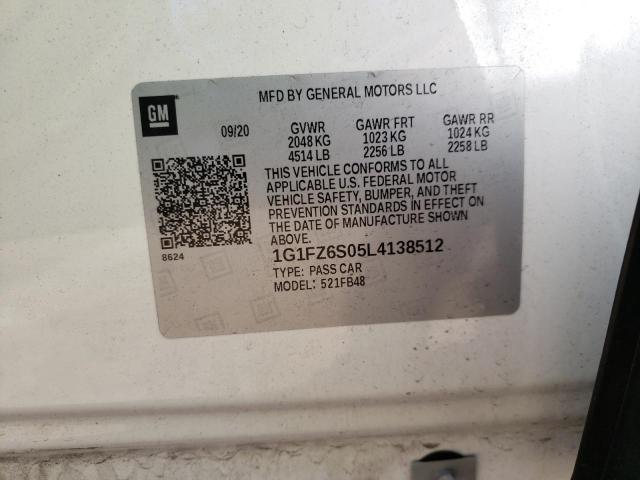 MFD BY GENERAL MOTORS LLC
GM
09/20
GVWR GAWR FRT GAWR RR
2048 KG 1023 KG 1024 KG
4514 LB 2256 LB 2258 LB
THIS VEHICLE CONFORMS TO ALL
APPLICABLE U.S. FEDERAL MOTOR
VEHICLE SAFETY, BUMPER, AND THEFT
PREVENTION STANDARDS IN EFFECT ON
THE DATE OF MANUFACTURE SHOWN
ABOVE.
8624
1G1FZ6S05L4138512
TYPE: PASS CAR
MODEL: 521FB48